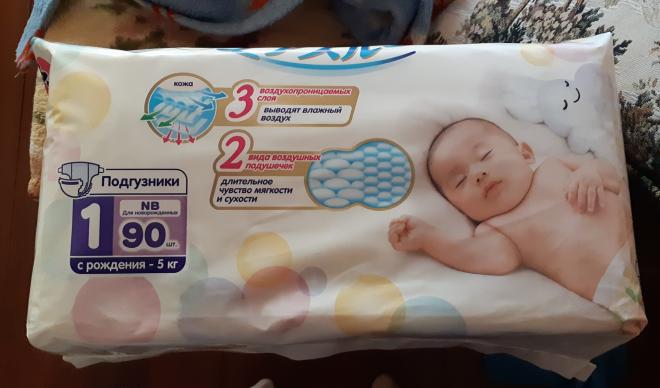 кожа
3 воздухопроницаемых
слоя
выводят влажный
воздух
2 вида воздушных
подушечек
длительное
чувство мягкости
и сухости
Подгузники
1
NB
Для новорожденных
90 шт.
с рождения - 5 кг